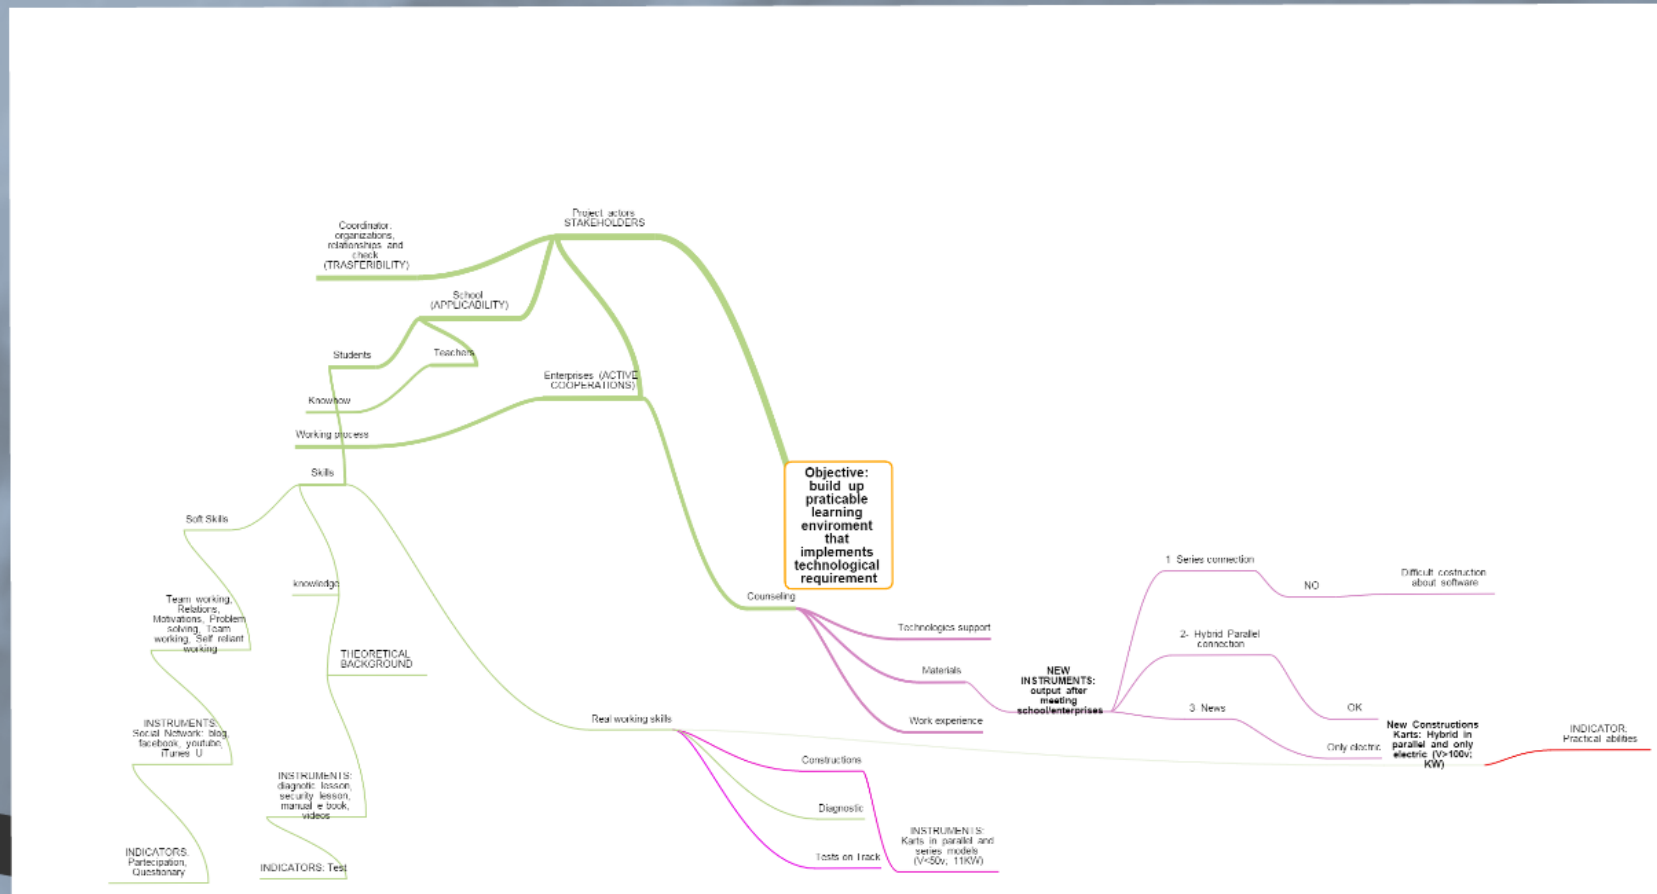 Project actors
STAKEHOLDERS
Coordinator:
organizations,
relationships and
check
(TRASFERIBILITY)
School
(APPLICABILITY)
Students
Teachers
Enterprises (ACTIVE
COOPERATIONS)
Knowhow
Working process
Skills
Soft Skills
knowledge
Team working,
Relations,
Motivations, Problem
solving, Team
working, Self reliant
working
THEORETICAL
BACKGROUND
INSTRUMENTS:
Social Network: blog,
facebook, youtube,
iTunes U
INSTRUMENTS:
diagnotic lesson,
security lesson,
manual e book,
videos
INDICATORS:
Partecipation,
Questionary
INDICATORS: Test
Objective:
build up
praticable
learning
enviroment
that
implements
technological
requirement
Counseling
Technologies support
Materials
Work experience
NEW
INSTRUMENTS:
output after
meeting
school/enterprises
1 Series connection
NO
Difficult costruction
about software
2- Hybrid Parallel
connection
OK
3 News
Only electric
New Constructions
Karts: Hybrid in
parallel and only
electric (V>100v;
KW)
INDICATOR:
Practical abilities
Real working skills
Constructions
Diagnostic
Tests on Track
INSTRUMENTS:
Karts in parallel and
series models
(V<50v; 11KW)